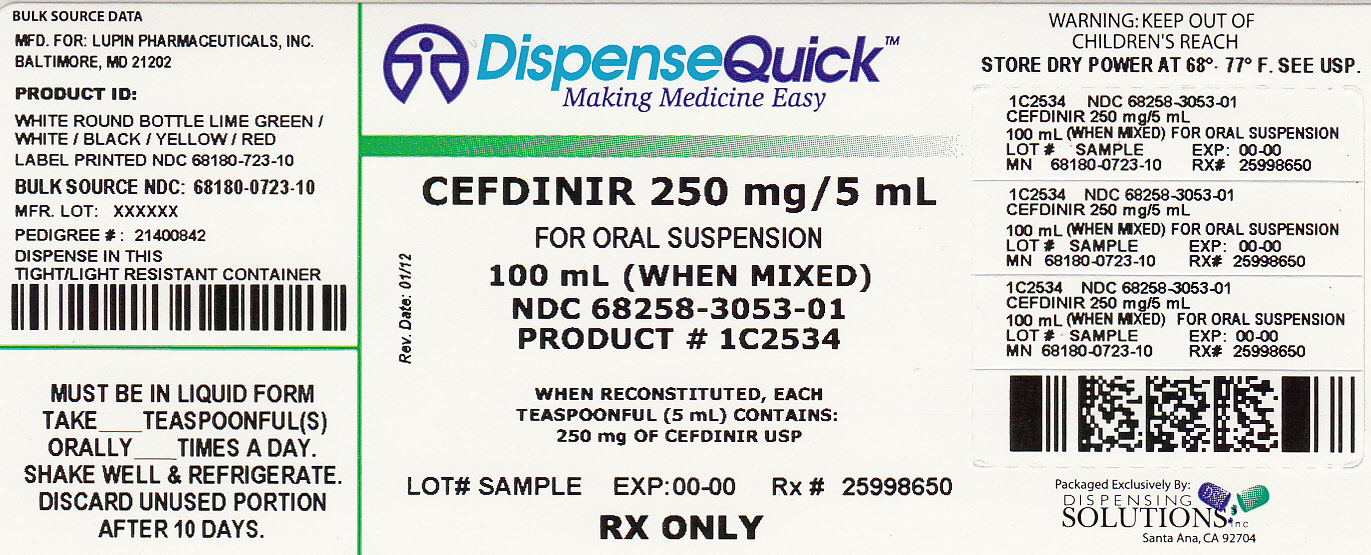 BULK SOURCE DATA
MFD. FOR: LUPIN PHARMACEUTICALS, INC.
BALTIMORE, MD 21202
PRODUCT ID:
WHITE ROUND BOTTLE LIME GREEN /
WHITE / BLACK / YELLOW / RED
LABEL PRINTED NDC 68180-723-10
BULK SOURCE NDC: 68180-0723-10
MFR. LOT: XXXXXX
PEDIGREE #: 21400842
DISPENSE IN THIS
TIGHT/LIGHT RESISTANT CONTAINER
MUST BE IN LIQUID FORM
TAKE___TEASPOONFUL(S)
ORALLY___TIMES A DAY.
SHAKE WELL & REFRIGERATE.
DISCARD UNUSED PORTION
AFTER 10 DAYS.
DispenseQuick™
Making Medicine Easy
CEFDINIR 250 mg/5 mL
FOR ORAL SUSPENSION
100 mL (WHEN MIXED)
NDC 68258-3053-01
PRODUCT # 1C2534
Rev. Date: 01/12
WHEN RECONSTITUTED, EACH
TEASPOONFUL (5 mL) CONTAINS:
250 mg OF CEFDINIR USP
LOT# SAMPLE EXP:00-00 Rx # 25998650
RX ONLY
WARNING: KEEP OUT OF
CHILDREN'S REACH
STORE DRY POWER AT 68°- 77° F. SEE USP.
1C2534 NDC 68258-3053-01
CEFDINIR 250 mg/5 mL
100 mL (WHEN MIXED) FOR ORAL SUSPENSION
LOT # SAMPLE EXP: 00-00
MN 68180-0723-10 RX# 25998650
1C2534 NDC 68258-3053-01
CEFDINIR 250 mg/5 mL
100 mL (WHEN MIXED) FOR ORAL SUSPENSION
LOT # SAMPLE EXP: 00-00
MN 68180-0723-10 RX# 25998650
1C2534 NDC 68258-3053-01
CEFDINIR 250 mg/5 mL
100 mL (WHEN MIXED) FOR ORAL SUSPENSION
LOT # SAMPLE EXP: 00-00
MN 68180-0723-10 RX# 25998650
Packaged Exclusively By:
DISPENSING
SOLUTIONS Inc
Santa Ana, CA 92704